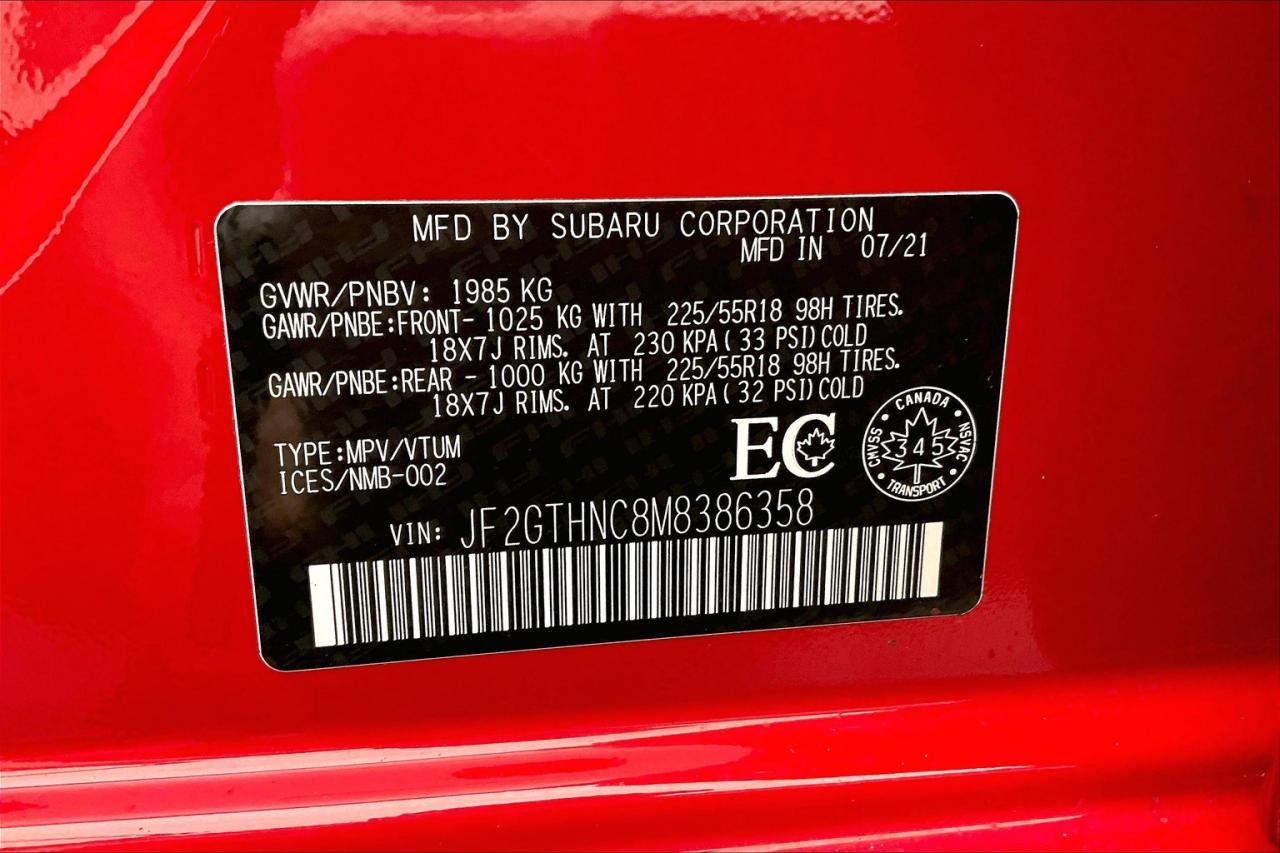 MFD BY SUBARU CORPORATION
MFD IN 07/21
GVWR/PNBV: 1985 KG
GAWR/PNBE:FRONT- 1025 KG WITH 225/55R18 98H TIRES.
18X7J RIMS. AT 230 KPA( 33 PSI)COLD
GAWR/PNBE:REAR - 1000 KG WITH 225/55R18 98H TIRES.
18X7J RIMS. AT 220 KPA( 32 PSI)COLD
TYPE:MPV/VTUM
ICES/NMB-002
EC
CANADA
CMVSS 345 NSVAC
TRANSPORT
VIN: JF2GTHNC8M8386358